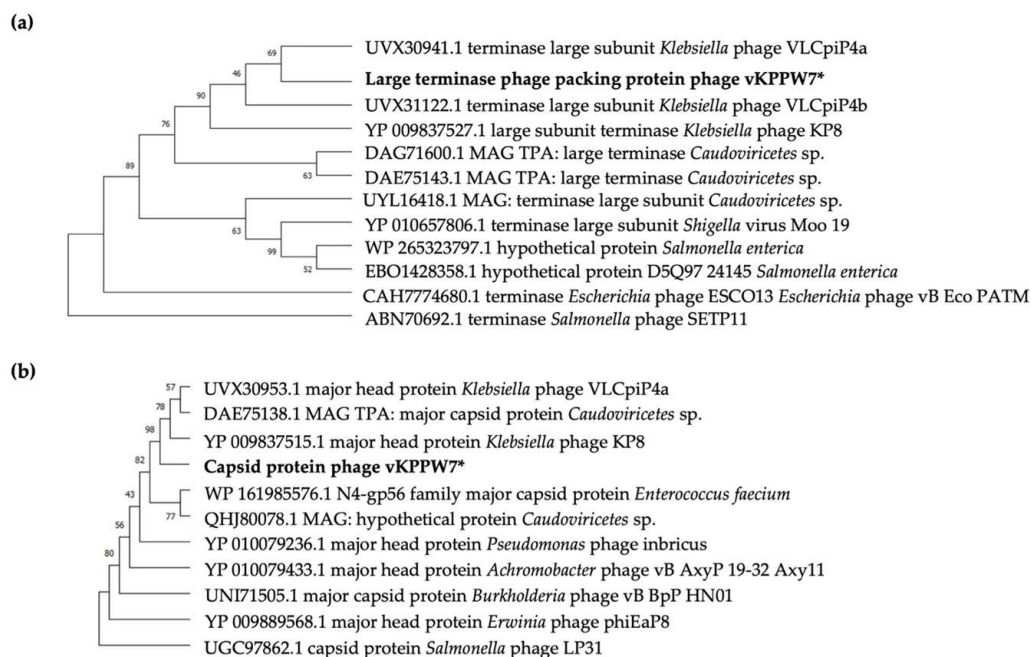 (a)
69
UVX30941.1 terminase large subunit Klebsiella phage VLCpiP4a
46
Large terminase phage packing protein phage vKPPW7*
90
UVX31122.1 terminase large subunit Klebsiella phage VLCpiP4b
76
YP 009837527.1 large subunit terminase Klebsiella phage KP8
89
DAG71600.1 MAG TPA: large terminase Caudoviricetes sp.
63
DAE75143.1 MAG TPA: large terminase Caudoviricetes sp.
UYL16418.1 MAG: terminase large subunit Caudoviricetes sp.
63
YP 010657806.1 terminase large subunit Shigella virus Moo 19
99
WP 265323797.1 hypothetical protein Salmonella enterica
52
EBO1428358.1 hypothetical protein D5Q97 24145 Salmonella enterica
CAH7774680.1 terminase Escherichia phage ESCO13 Escherichia phage vB Eco PATM
ABN70692.1 terminase Salmonella phage SETP11
(b)
57
UVX30953.1 major head protein Klebsiella phage VLCpiP4a
78
DAE75138.1 MAG TPA: major capsid protein Caudoviricetes sp.
98
YP 009837515.1 major head protein Klebsiella phage KP8
82
Capsid protein phage vKPPW7*
43
WP 161985576.1 N4-gp56 family major capsid protein Enterococcus faecium
77
QHJ80078.1 MAG: hypothetical protein Caudoviricetes sp.
56
YP 010079236.1 major head protein Pseudomonas phage inbricus
80
YP 010079433.1 major head protein Achromobacter phage vB AxyP 19-32 Axy11
UNI71505.1 major capsid protein Burkholderia phage vB BpP HN01
YP 009889568.1 major head protein Erwinia phage phiEaP8
UGC97862.1 capsid protein Salmonella phage LP31